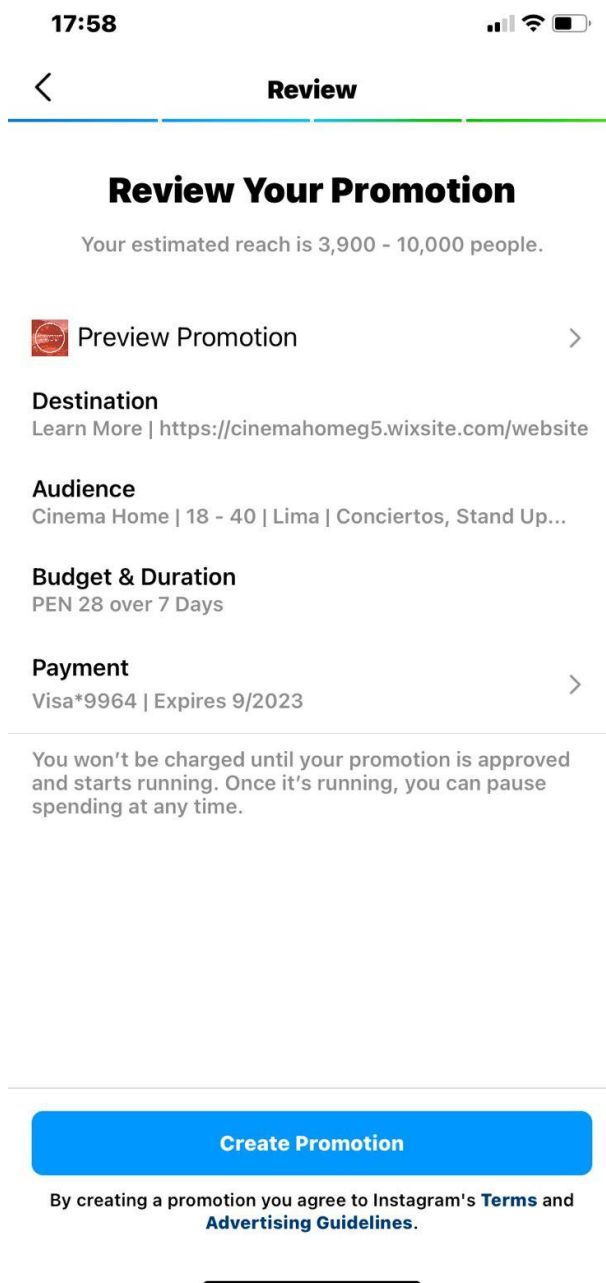 17:58
Review
Review Your Promotion
Your estimated reach is 3,900 - 10,000 people.
Preview Promotion
Destination
Learn More | https://cinemahomeg5.wixsite.com/website
Audience
Cinema Home | 18 - 40 | Lima | Conciertos, Stand Up...
Budget & Duration
PEN 28 over 7 Days
Payment
Visa*9964 | Expires 9/2023
You won't be charged until your promotion is approved
and starts running. Once it's running, you can pause
spending at any time.
Create Promotion
By creating a promotion you agree to Instagram's Terms and
Advertising Guidelines.